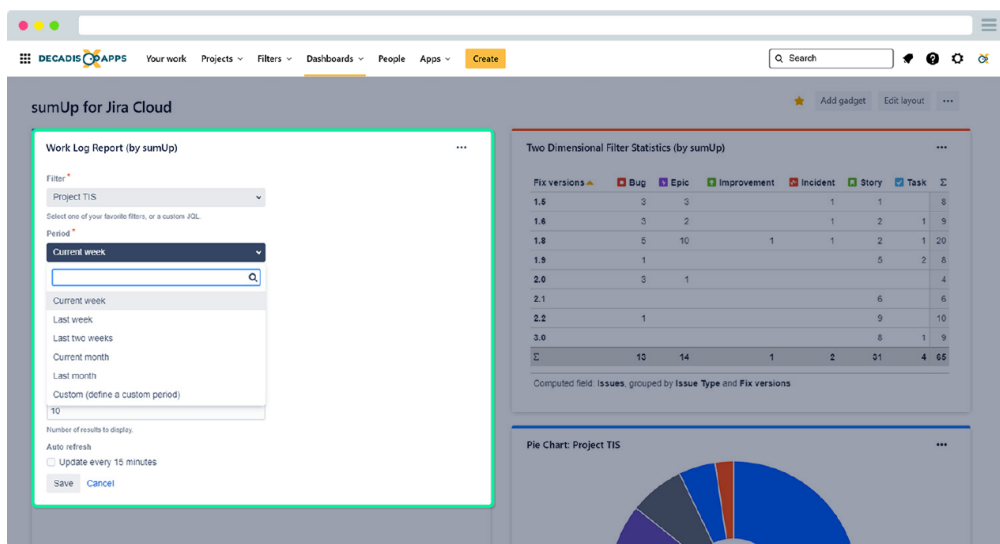 DECADIS APPS Your work Projects Filters Dashboards People Apps Create Search
sumUp for Jira Cloud
Add gadget Edit layout
Work Log Report (by sumUp)
Filter *
Project TIS
Select one of your favorite filters, or a custom JQL.
Period *
Current week
Current week
Last week
Last two weeks
Current month
Last month
Custom (define a custom period)
10
Number of results to display.
Auto refresh
Update every 15 minutes
Save Cancel
Two Dimensional Filter Statistics (by sumUp)
Fix versions Bug Epic Improvement Incident Story Task Σ
1.5 3 3 1 1 8
1.6 3 2 1 2 1 9
1.8 5 10 1 1 2 1 20
1.9 1 5 2 8
2.0 3 1 4
2.1 6 6
2.2 1 9 10
3.0 8 1 9
Σ 13 14 1 2 31 4 65
Computed field: Issues, grouped by Issue Type and Fix versions
Pie Chart: Project TIS